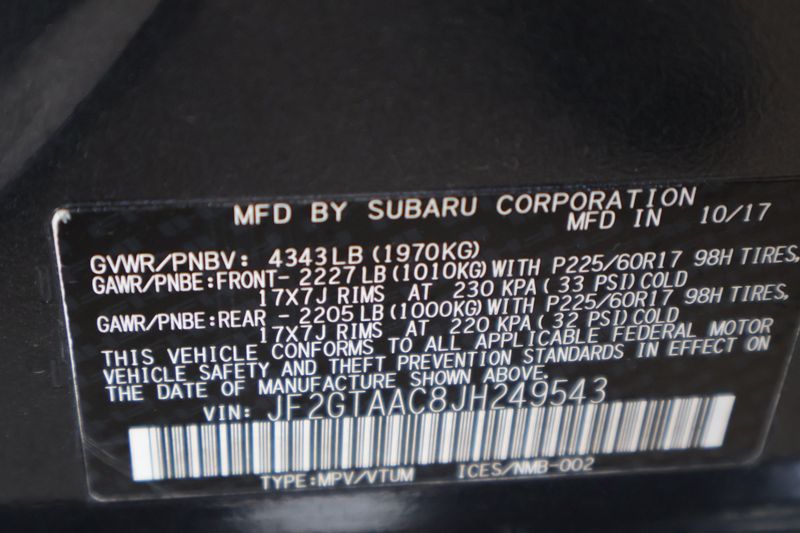 MFD BY SUBARU CORPORATION
MFD IN 10/17
GVWR/PNBV: 4343LB (1970KG)
GAWR/PNBE:FRONT- 2227 LB (1010KG) WITH P225/60R17 98H TIRES,
17X7J RIMS AT 230 KPA ( 33 PSI) COLD
GAWR/PNBE:REAR - 2205 LB (1000KG) WITH P225/60R17 98H TIRES,
17X7J RIMS AT 220 KPA ( 32 PSI) COLD
THIS VEHICLE CONFORMS TO ALL APPLICABLE FEDERAL MOTOR
VEHICLE SAFETY AND THEFT PREVENTION STANDARDS IN EFFECT ON
THE DATE OF MANUFACTURE SHOWN ABOVE.
VIN: JF2GTAAC8JH249543
TYPE:MPV/VTUM ICES/NMB-002